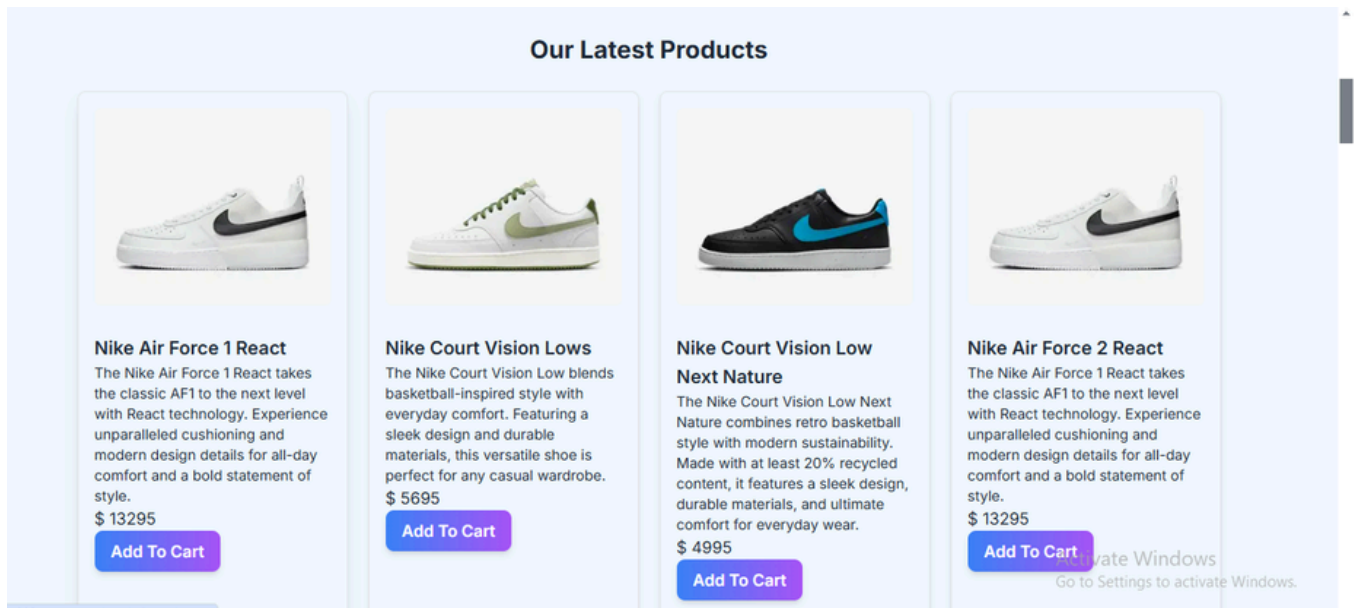 Our Latest Products
Nike Air Force 1 React
The Nike Air Force 1 React takes
the classic AF1 to the next level
with React technology. Experience
unparalleled cushioning and
modern design details for all-day
comfort and a bold statement of
style.
$ 13295
Add To Cart
Nike Court Vision Lows
The Nike Court Vision Low blends
basketball-inspired style with
everyday comfort. Featuring a
sleek design and durable
materials, this versatile shoe is
perfect for any casual wardrobe.
$ 5695
Add To Cart
Nike Court Vision Low
Next Nature
The Nike Court Vision Low Next
Nature combines retro basketball
style with modern sustainability.
Made with at least 20% recycled
content, it features a sleek design,
durable materials, and ultimate
comfort for everyday wear.
$ 4995
Add To Cart
Nike Air Force 2 React
The Nike Air Force 1 React takes
the classic AF1 to the next level
with React technology. Experience
unparalleled cushioning and
modern design details for all-day
comfort and a bold statement of
style.
$ 13295
Add To Cart
Activate Windows
Go to Settings to activate Windows.